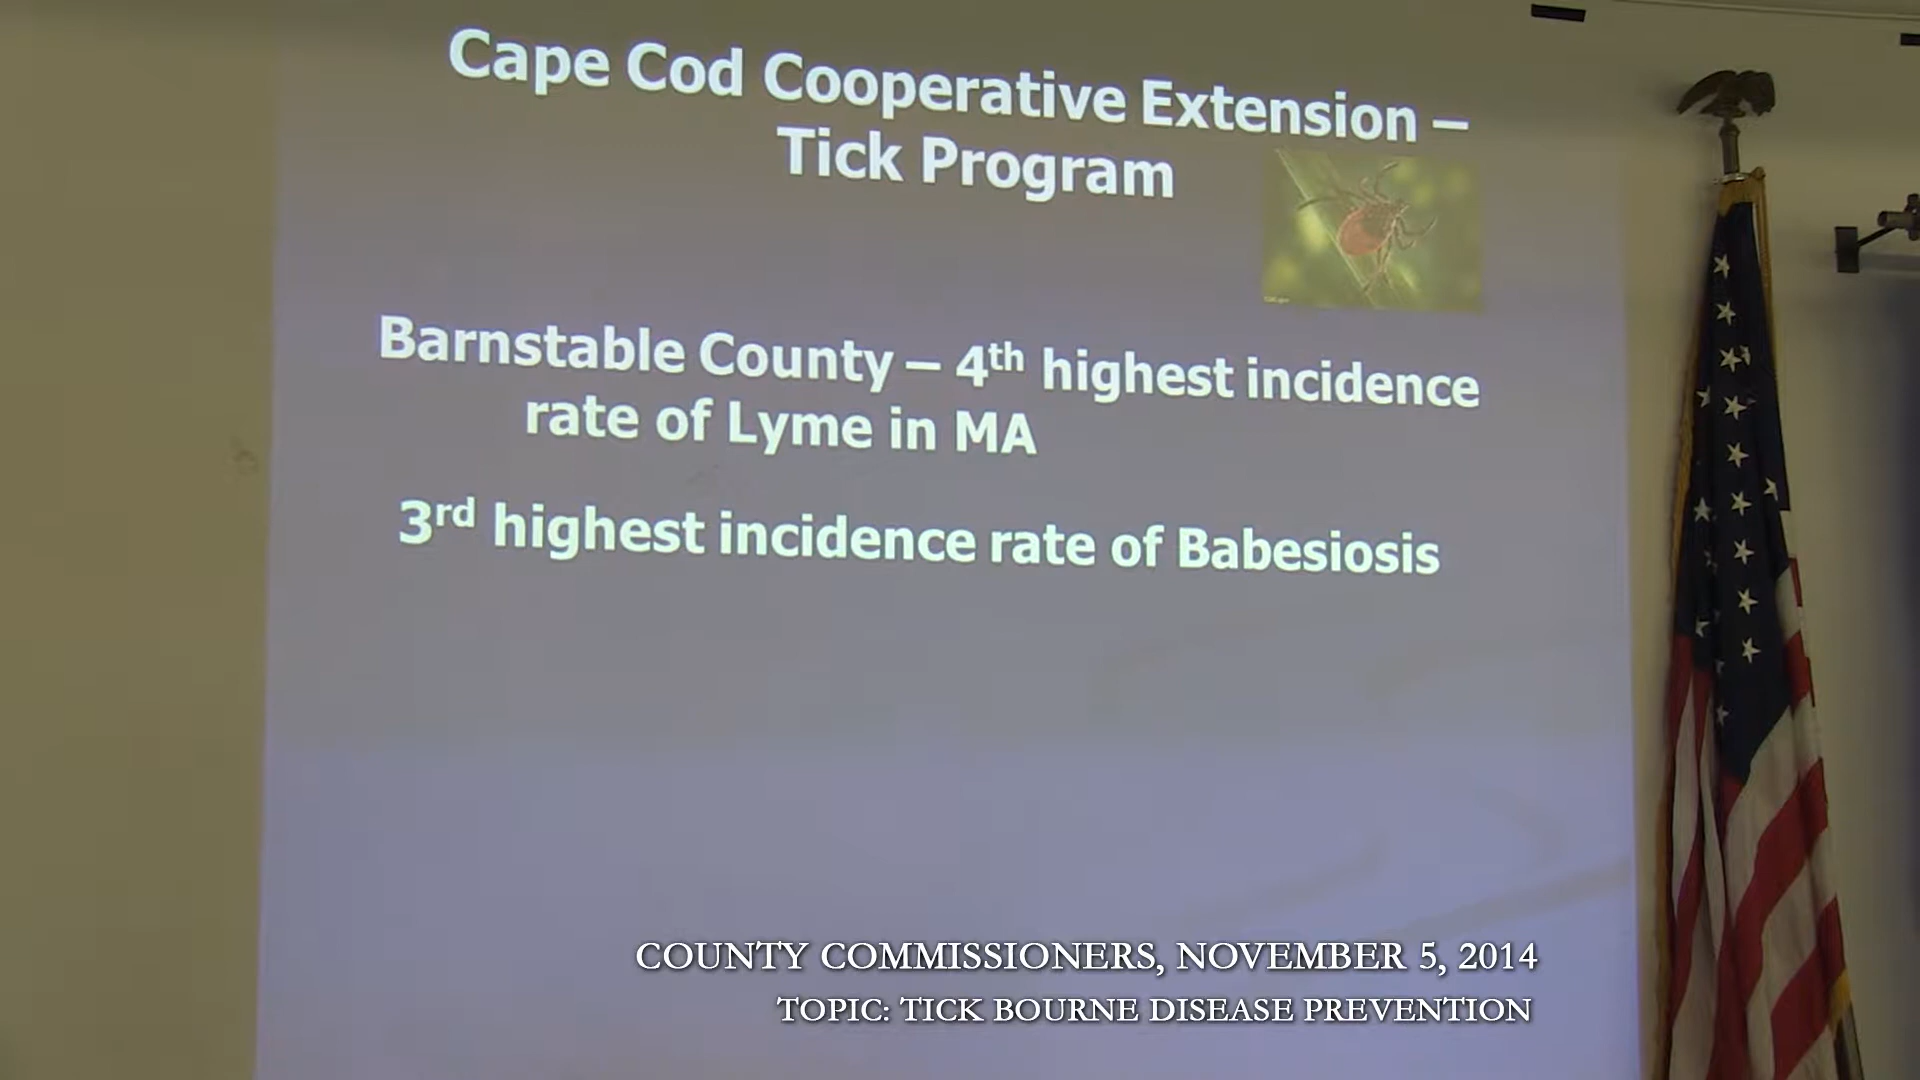 Cape Cod Cooperative Extension –
Tick Program
Barnstable County – 4th highest incidence
rate of Lyme in MA
3rd highest incidence rate of Babesiosis
COUNTY COMMISSIONERS, NOVEMBER 5, 2014
TOPIC: TICK BOURNE DISEASE PREVENTION